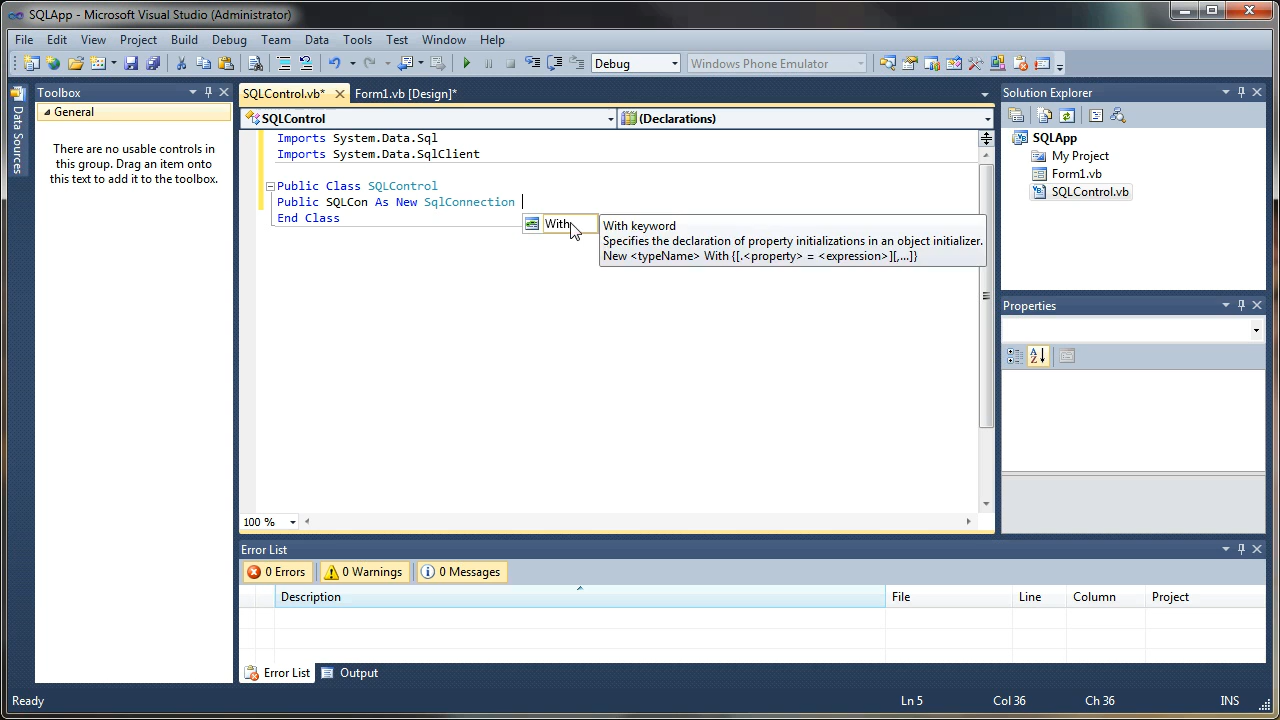 SQLApp - Microsoft Visual Studio (Administrator)
File Edit View Project Build Debug Team Data Tools Test Window Help
Debug Windows Phone Emulator
Data Sources
Toolbox
General
There are no usable controls in
this group. Drag an item onto
this text to add it to the toolbox.
SQLControl.vb* Form1.vb [Design]*
SQLControl (Declarations)
Imports System.Data.Sql
Imports System.Data.SqlClient
Public Class SQLControl
Public SQLCon As New SqlConnection
End Class
With
With keyword
Specifies the declaration of property initializations in an object initializer.
New <typeName> With {[.<property> = <expression>][,...]}
100 %
Solution Explorer
SQLApp
My Project
Form1.vb
SQLControl.vb
Properties
Error List
0 Errors 0 Warnings 0 Messages
Description File Line Column Project
Error List Output
Ready Ln 5 Col 36 Ch 36 INS